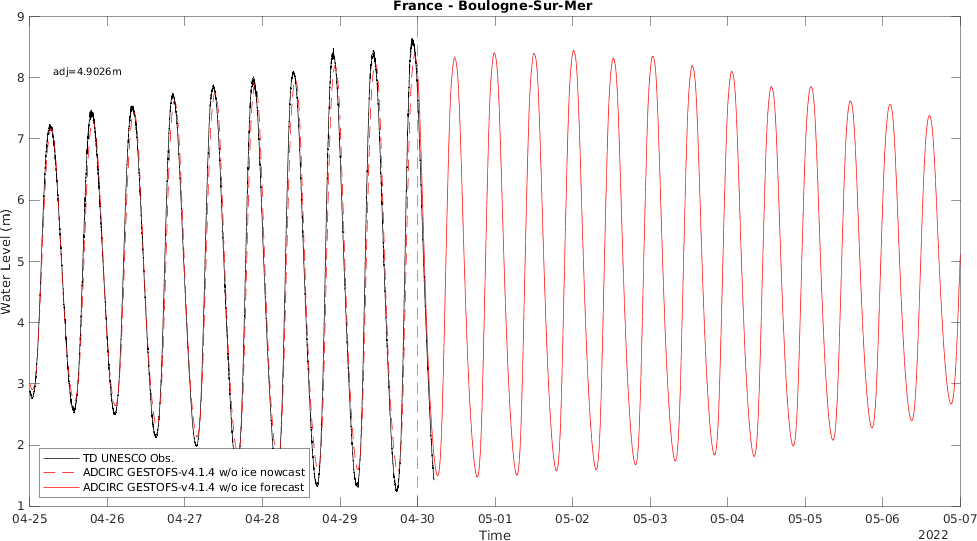 France - Boulogne-Sur-Mer
9
8
7
6
5
4
3
2
1
Water Level (m)
adj=4.9026m
TD UNESCO Obs.
ADCIRC GESTOFS-v4.1.4 w/o ice nowcast
ADCIRC GESTOFS-v4.1.4 w/o ice forecast
04-25 04-26 04-27 04-28 04-29 04-30 05-01 05-02 05-03 05-04 05-05 05-06 05-07
Time
2022